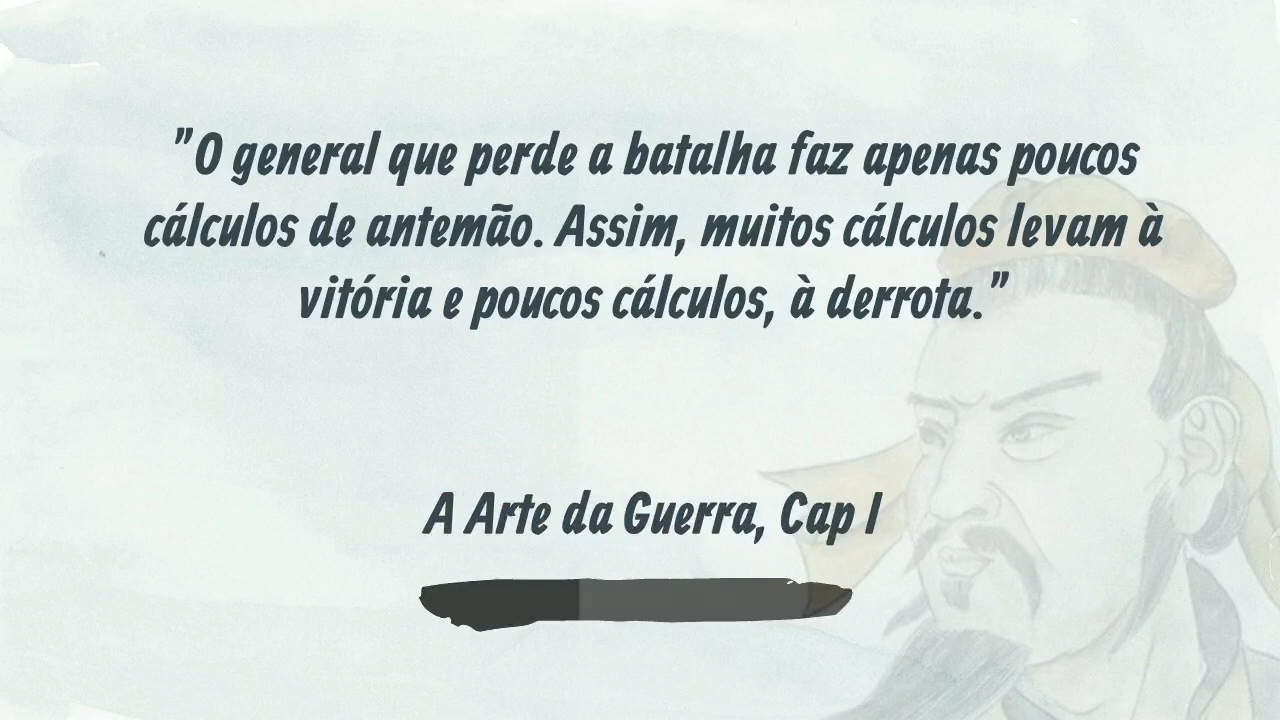 "O general que perde a batalha faz apenas poucos
cálculos de antemão. Assim, muitos cálculos levam à
vitória e poucos cálculos, à derrota."
A Arte da Guerra, Cap I